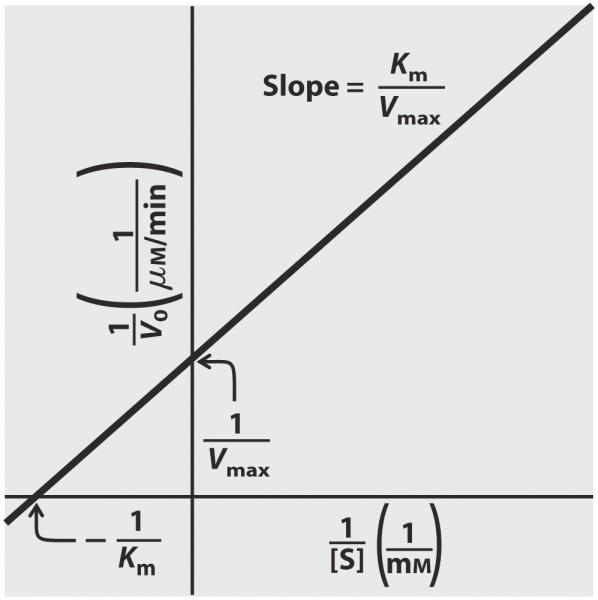 Slope = Km/Vmax
1/V0 (1/μM/min)
1/Vmax
– 1/Km
1/[S] (1/mM)